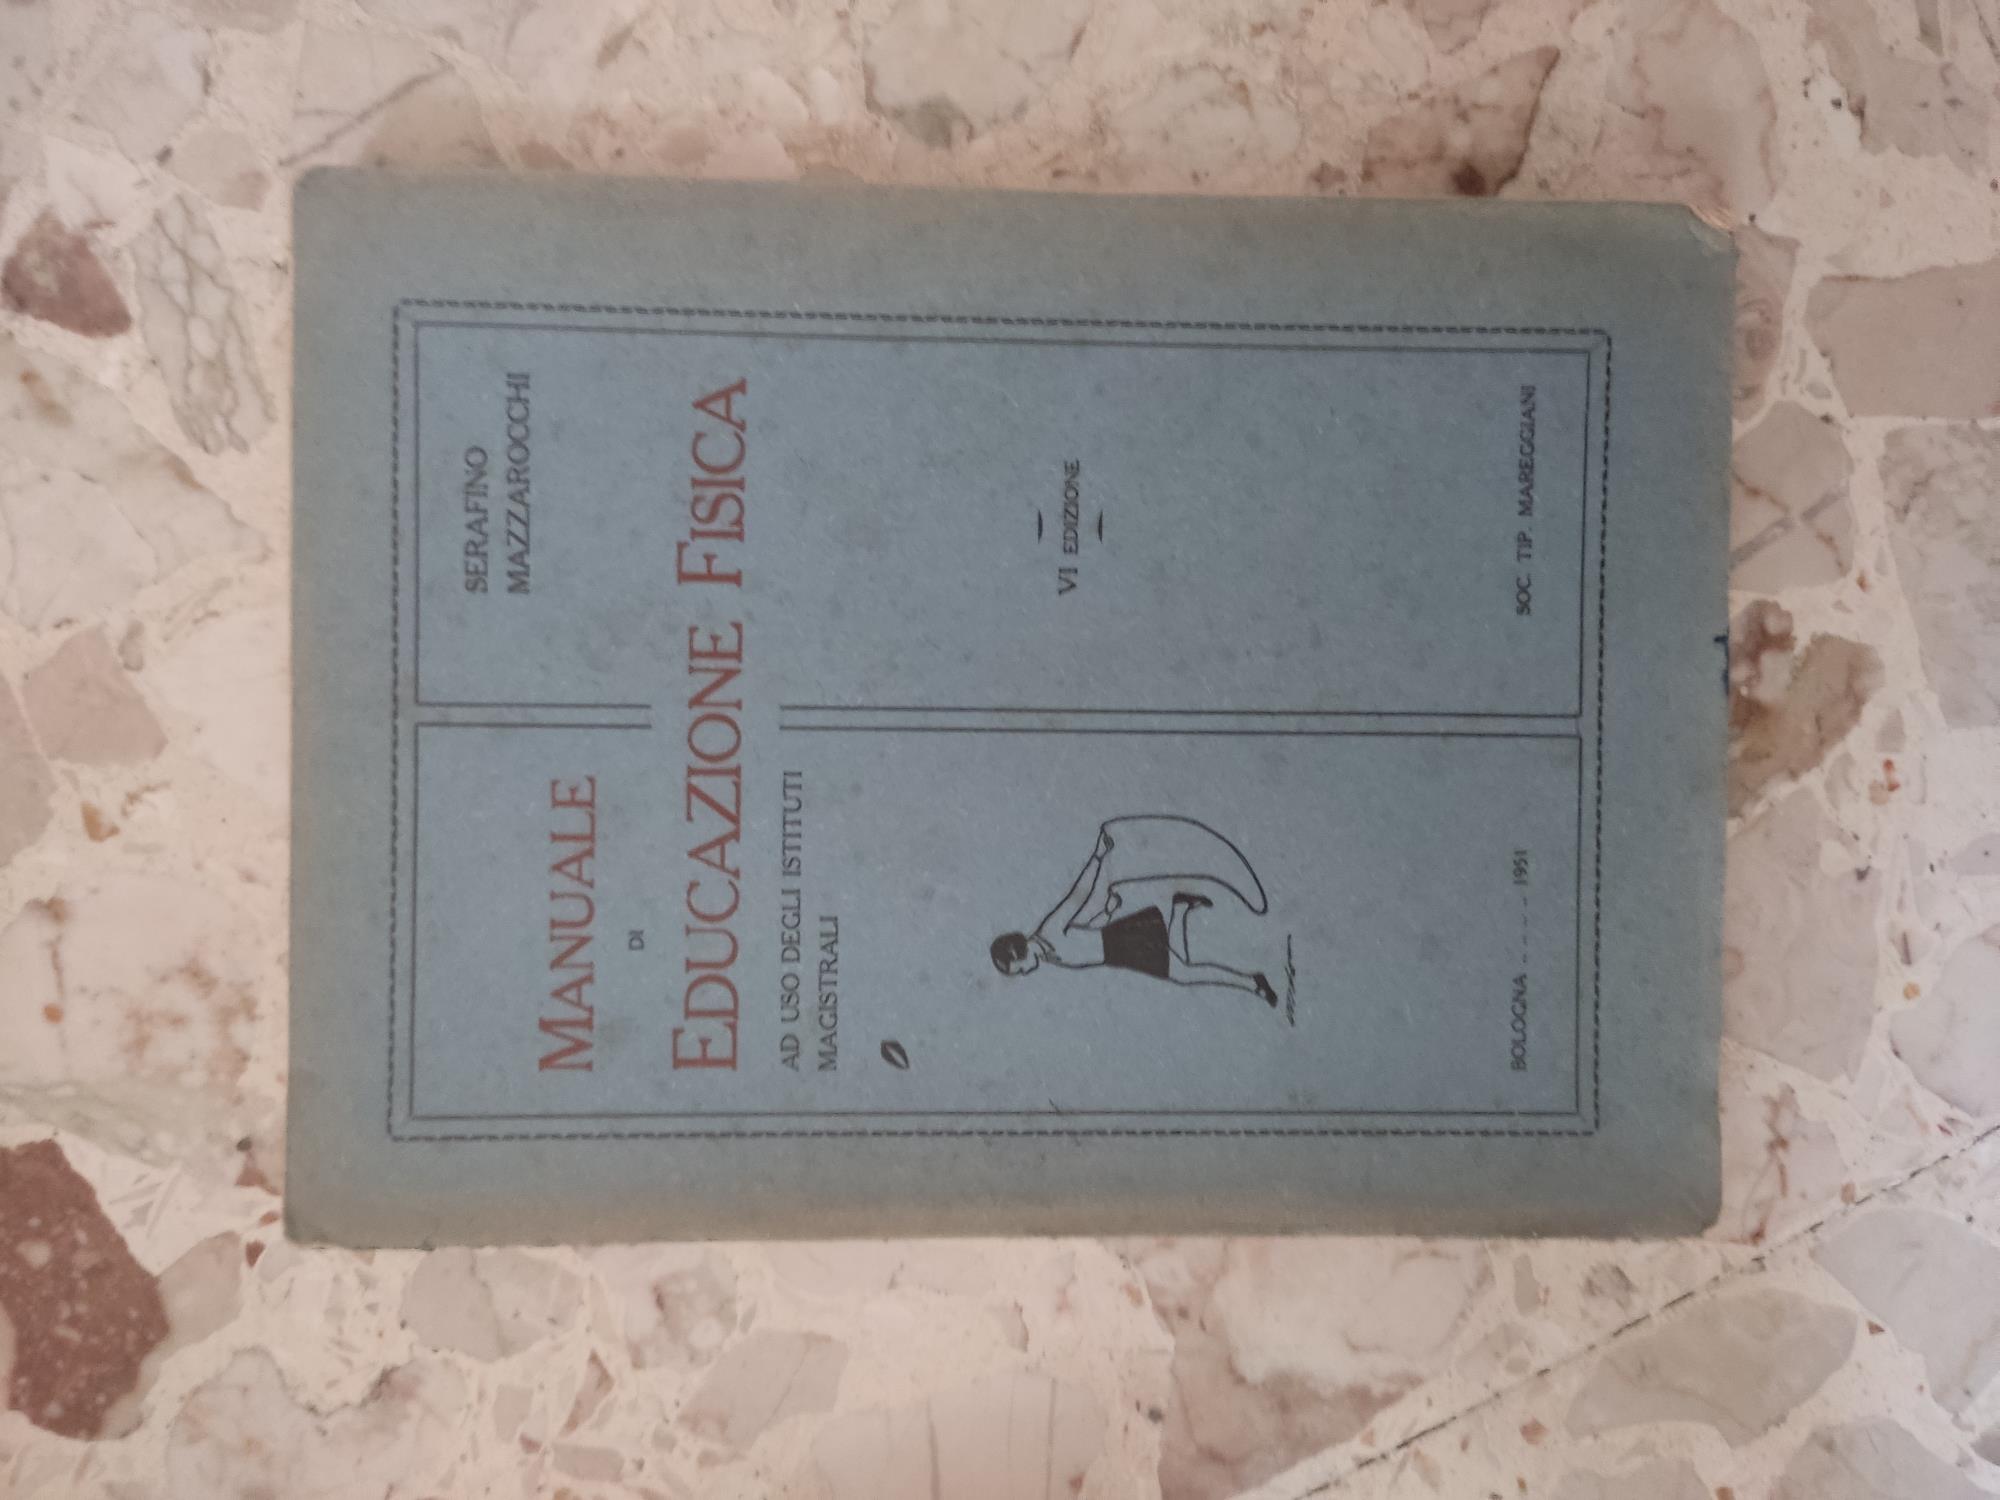 SERAFINO
MAZZAROCCHI
MANUALE
DI
EDUCAZIONE FISICA
AD USO DEGLI ISTITUTI
MAGISTRALI
VI EDIZIONE
BOLOGNA - - - - - 1951
SOC. TIP. MAREGGIANI